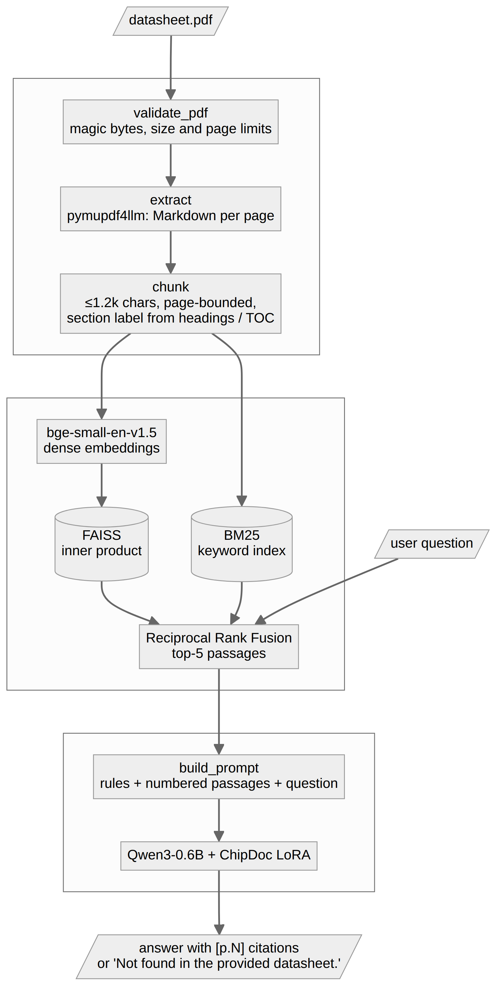 datasheet.pdf
validate_pdf
magic bytes, size and page limits
extract
pymupdf4llm: Markdown per page
chunk
≤1.2k chars, page-bounded,
section label from headings / TOC
bge-small-en-v1.5
dense embeddings
FAISS
inner product
BM25
keyword index
user question
Reciprocal Rank Fusion
top-5 passages
build_prompt
rules + numbered passages + question
Qwen3-0.6B + ChipDoc LoRA
answer with [p.N] citations
or 'Not found in the provided datasheet.'